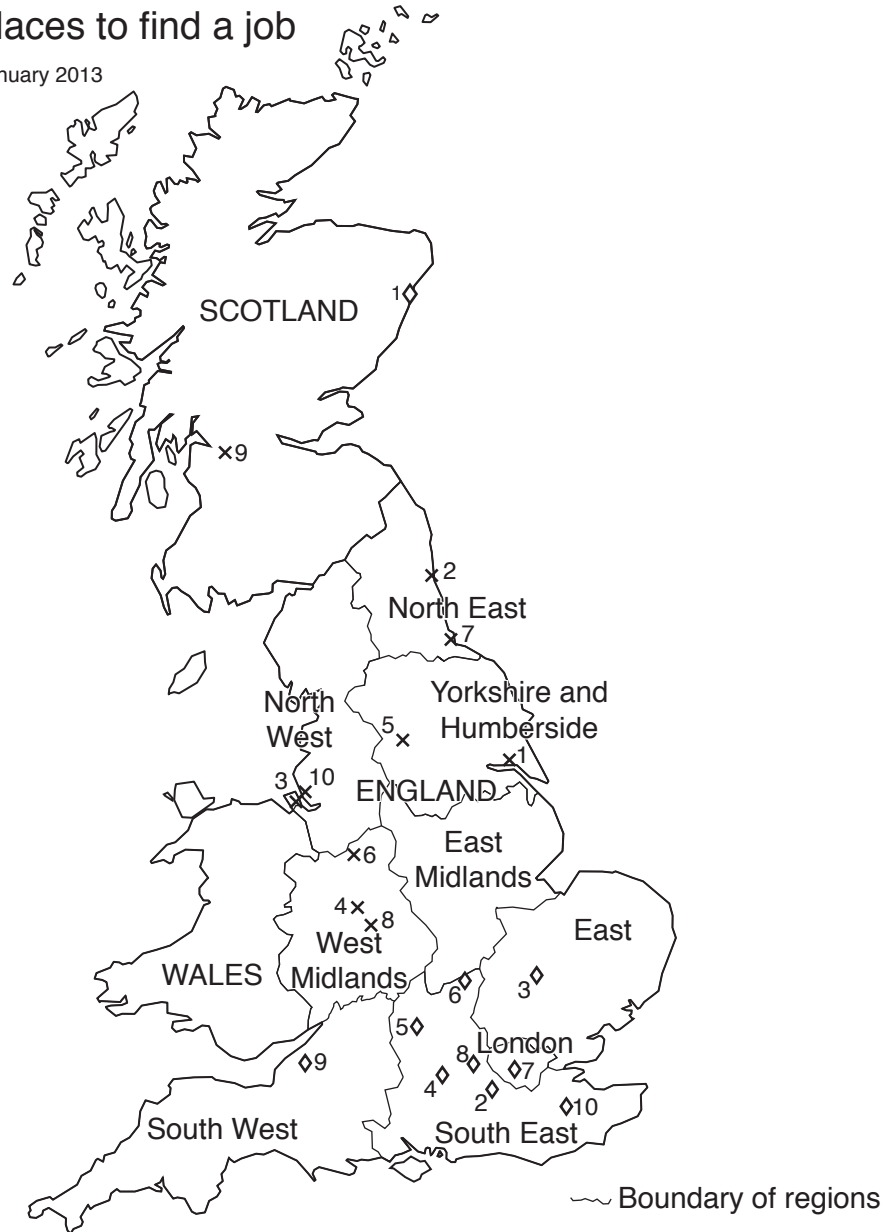 laces to find a job
nuary 2013
1
SCOTLAND
9
2
North East
7
North
West
Yorkshire and
Humberside
5
1
3
10
ENGLAND
6
East
Midlands
4
8
West
Midlands
East
WALES
6
3
5
London
8
7
9
4
2
10
South West
South East
Boundary of regions